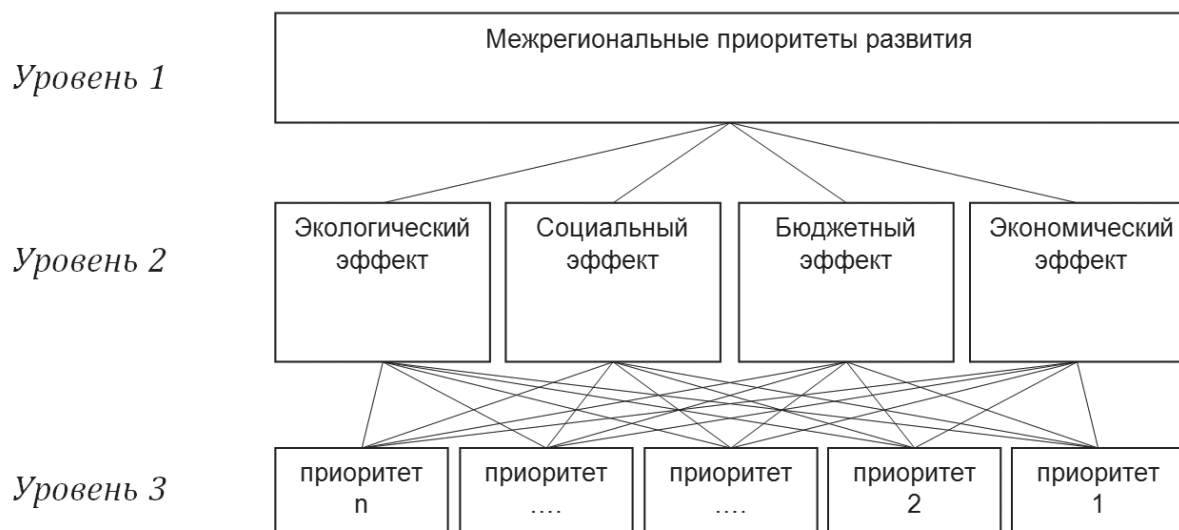 Межрегиональные приоритеты развития
Уровень 1
Экологический
эффект
Социальный
эффект
Бюджетный
эффект
Экономический
эффект
Уровень 2
приоритет
n
приоритет
....
приоритет
....
приоритет
2
приоритет
1
Уровень 3